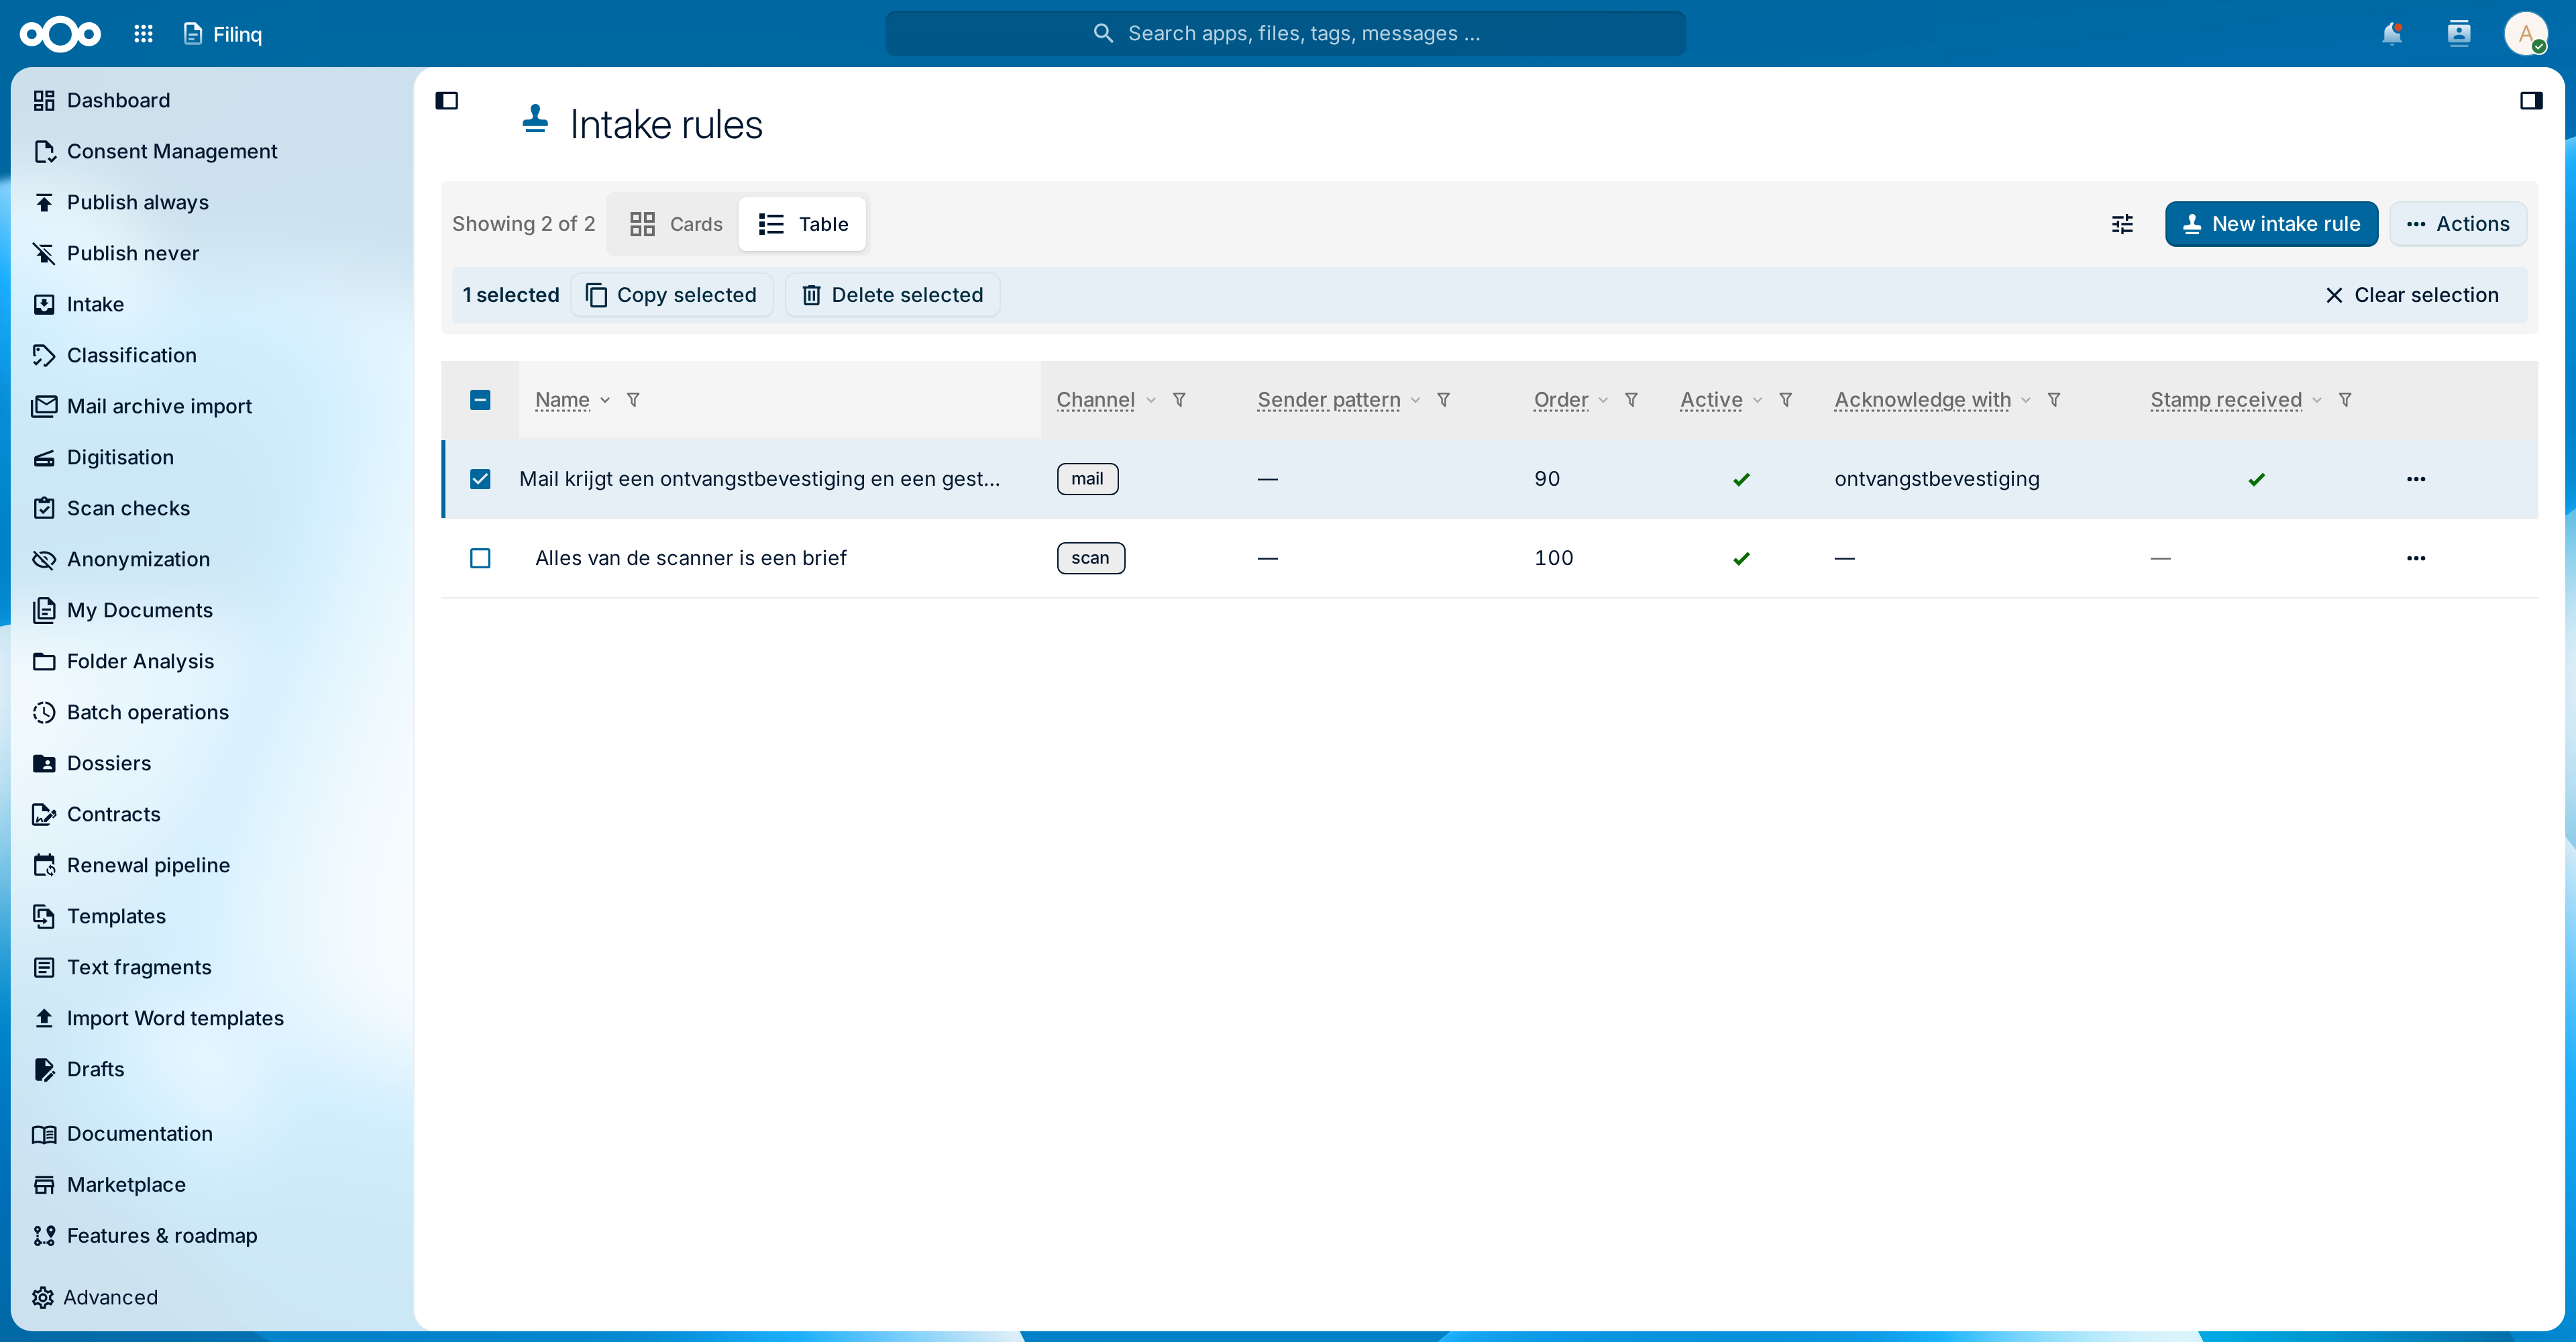 Filinq
Search apps, files, tags, messages ...
A
Dashboard
Consent Management
Publish always
Publish never
Intake
Classification
Mail archive import
Digitisation
Scan checks
Anonymization
My Documents
Folder Analysis
Batch operations
Dossiers
Contracts
Renewal pipeline
Templates
Text fragments
Import Word templates
Drafts
Documentation
Marketplace
Features & roadmap
Advanced
Intake rules
Showing 2 of 2 Cards Table New intake rule Actions
1 selected Copy selected Delete selected Clear selection
Name Channel Sender pattern Order Active Acknowledge with Stamp received
Mail krijgt een ontvangstbevestiging en een gest... mail — 90 ontvangstbevestiging
Alles van de scanner is een brief scan — 100 — —